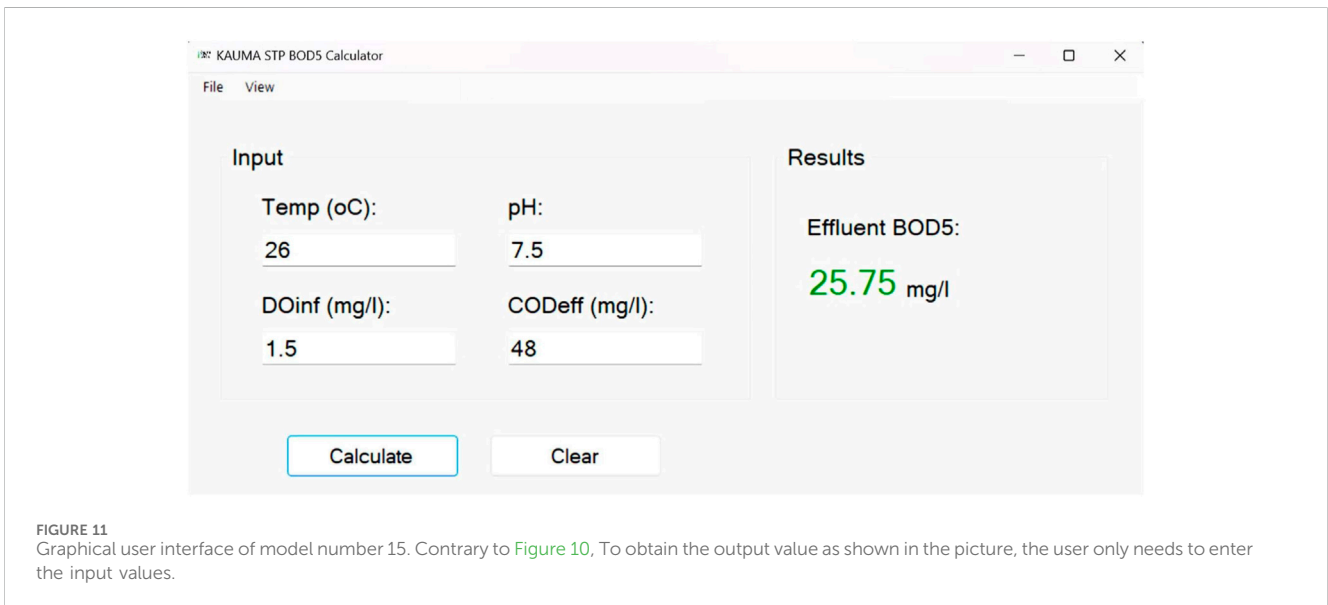 KAUMA STP BOD5 Calculator
File View
Input
Temp (oC):
26
pH:
7.5
DOinf (mg/l):
1.5
CODeff (mg/l):
48
Calculate
Clear
Results
Effluent BOD5:
25.75 mg/l
FIGURE 11
Graphical user interface of model number 15. Contrary to Figure 10, To obtain the output value as shown in the picture, the user only needs to enter
the input values.